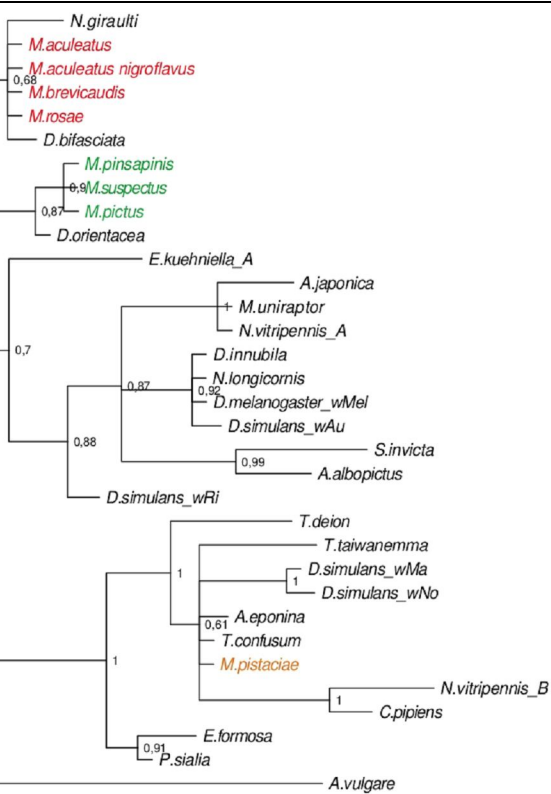 N.giraulti
M.aculeatus
M.aculeatus nigroflavus
0,68
M.brevicaudis
M.rosae
D.bifasciata
M.pinsapinis
0,9
M.suspectus
0,87
M.pictus
D.orientacea
E.kuehniella_A
A.japonica
1
M.uniraptor
N.vitripennis_A
0,7
D.innubila
N.longicornis
0,87
0,92
D.melanogaster_wMel
D.simulans_wAu
0,88
S.invicta
0,99
A.albopictus
D.simulans_wRi
T.deion
T.taiwanemma
1
D.simulans_wMa
1
D.simulans_wNo
A.eponina
0,61
T.confusum
1
M.pistaciae
N.vitripennis_B
1
C.pipiens
E.formosa
0,91
P.sialia
A.vulgare